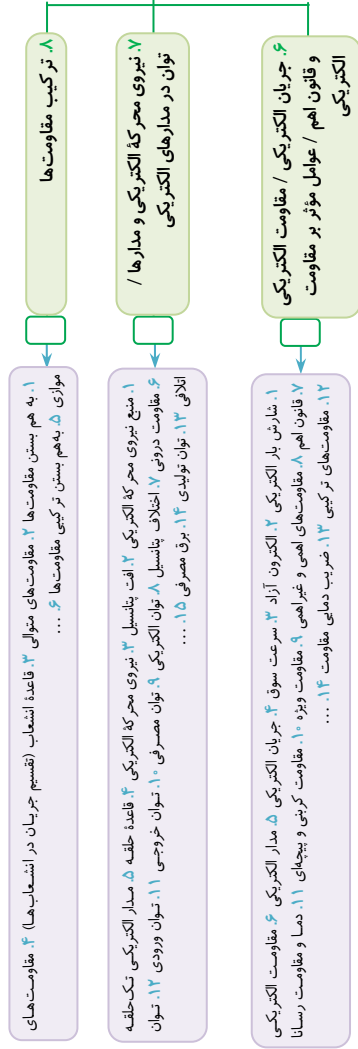 ۶. جریان الکتریکی / مقاومت الکتریکی
و قانون اهم / عوامل مؤثر بر مقاومت
الکتریکی
۱. شارش بار الکتریکی ۲. الکترون آزاد ۳. سرعت سوق ۴. جریان الکتریکی ۵. مدار الکتریکی ۶. مقاومت الکتریکی
۷. قانون اهم ۸. مقاومت‌های اهمی و غیراهمی ۹. مقاومت ویژه ۱۰. مقاومت کربنی و پیچه‌ای ۱۱. دما و مقاومت رسانا
۱۲. مقاومت‌های ترکیبی ۱۳. ضریب دمایی مقاومت ۱۴. ...
۷. نیروی محرکهٔ الکتریکی و مدارها /
توان در مدارهای الکتریکی
۱. منبع نیروی محرکهٔ الکتریکی ۲. افت پتانسیل ۳. نیروی محرکهٔ الکتریکی ۴. قاعدهٔ حلقه ۵. مدار الکتریکی تک‌حلقه
۶. مقاومت درونی ۷. اختلاف پتانسیل ۸. توان الکتریکی ۹. توان مصرفی ۱۰. توان خروجی ۱۱. توان ورودی ۱۲. توان
اتلافی ۱۳. توان تولیدی ۱۴. برق مصرفی ۱۵. ...
۸. ترکیب مقاومت‌ها
۱. به هم بستن مقاومت‌ها ۲. مقاومت‌های متوالی ۳. قاعدهٔ انشعاب (تقسیم جریان در انشعاب‌ها) ۴. مقاومت‌های
موازی ۵. به‌هم بستن ترکیبی مقاومت‌ها ۶. ...